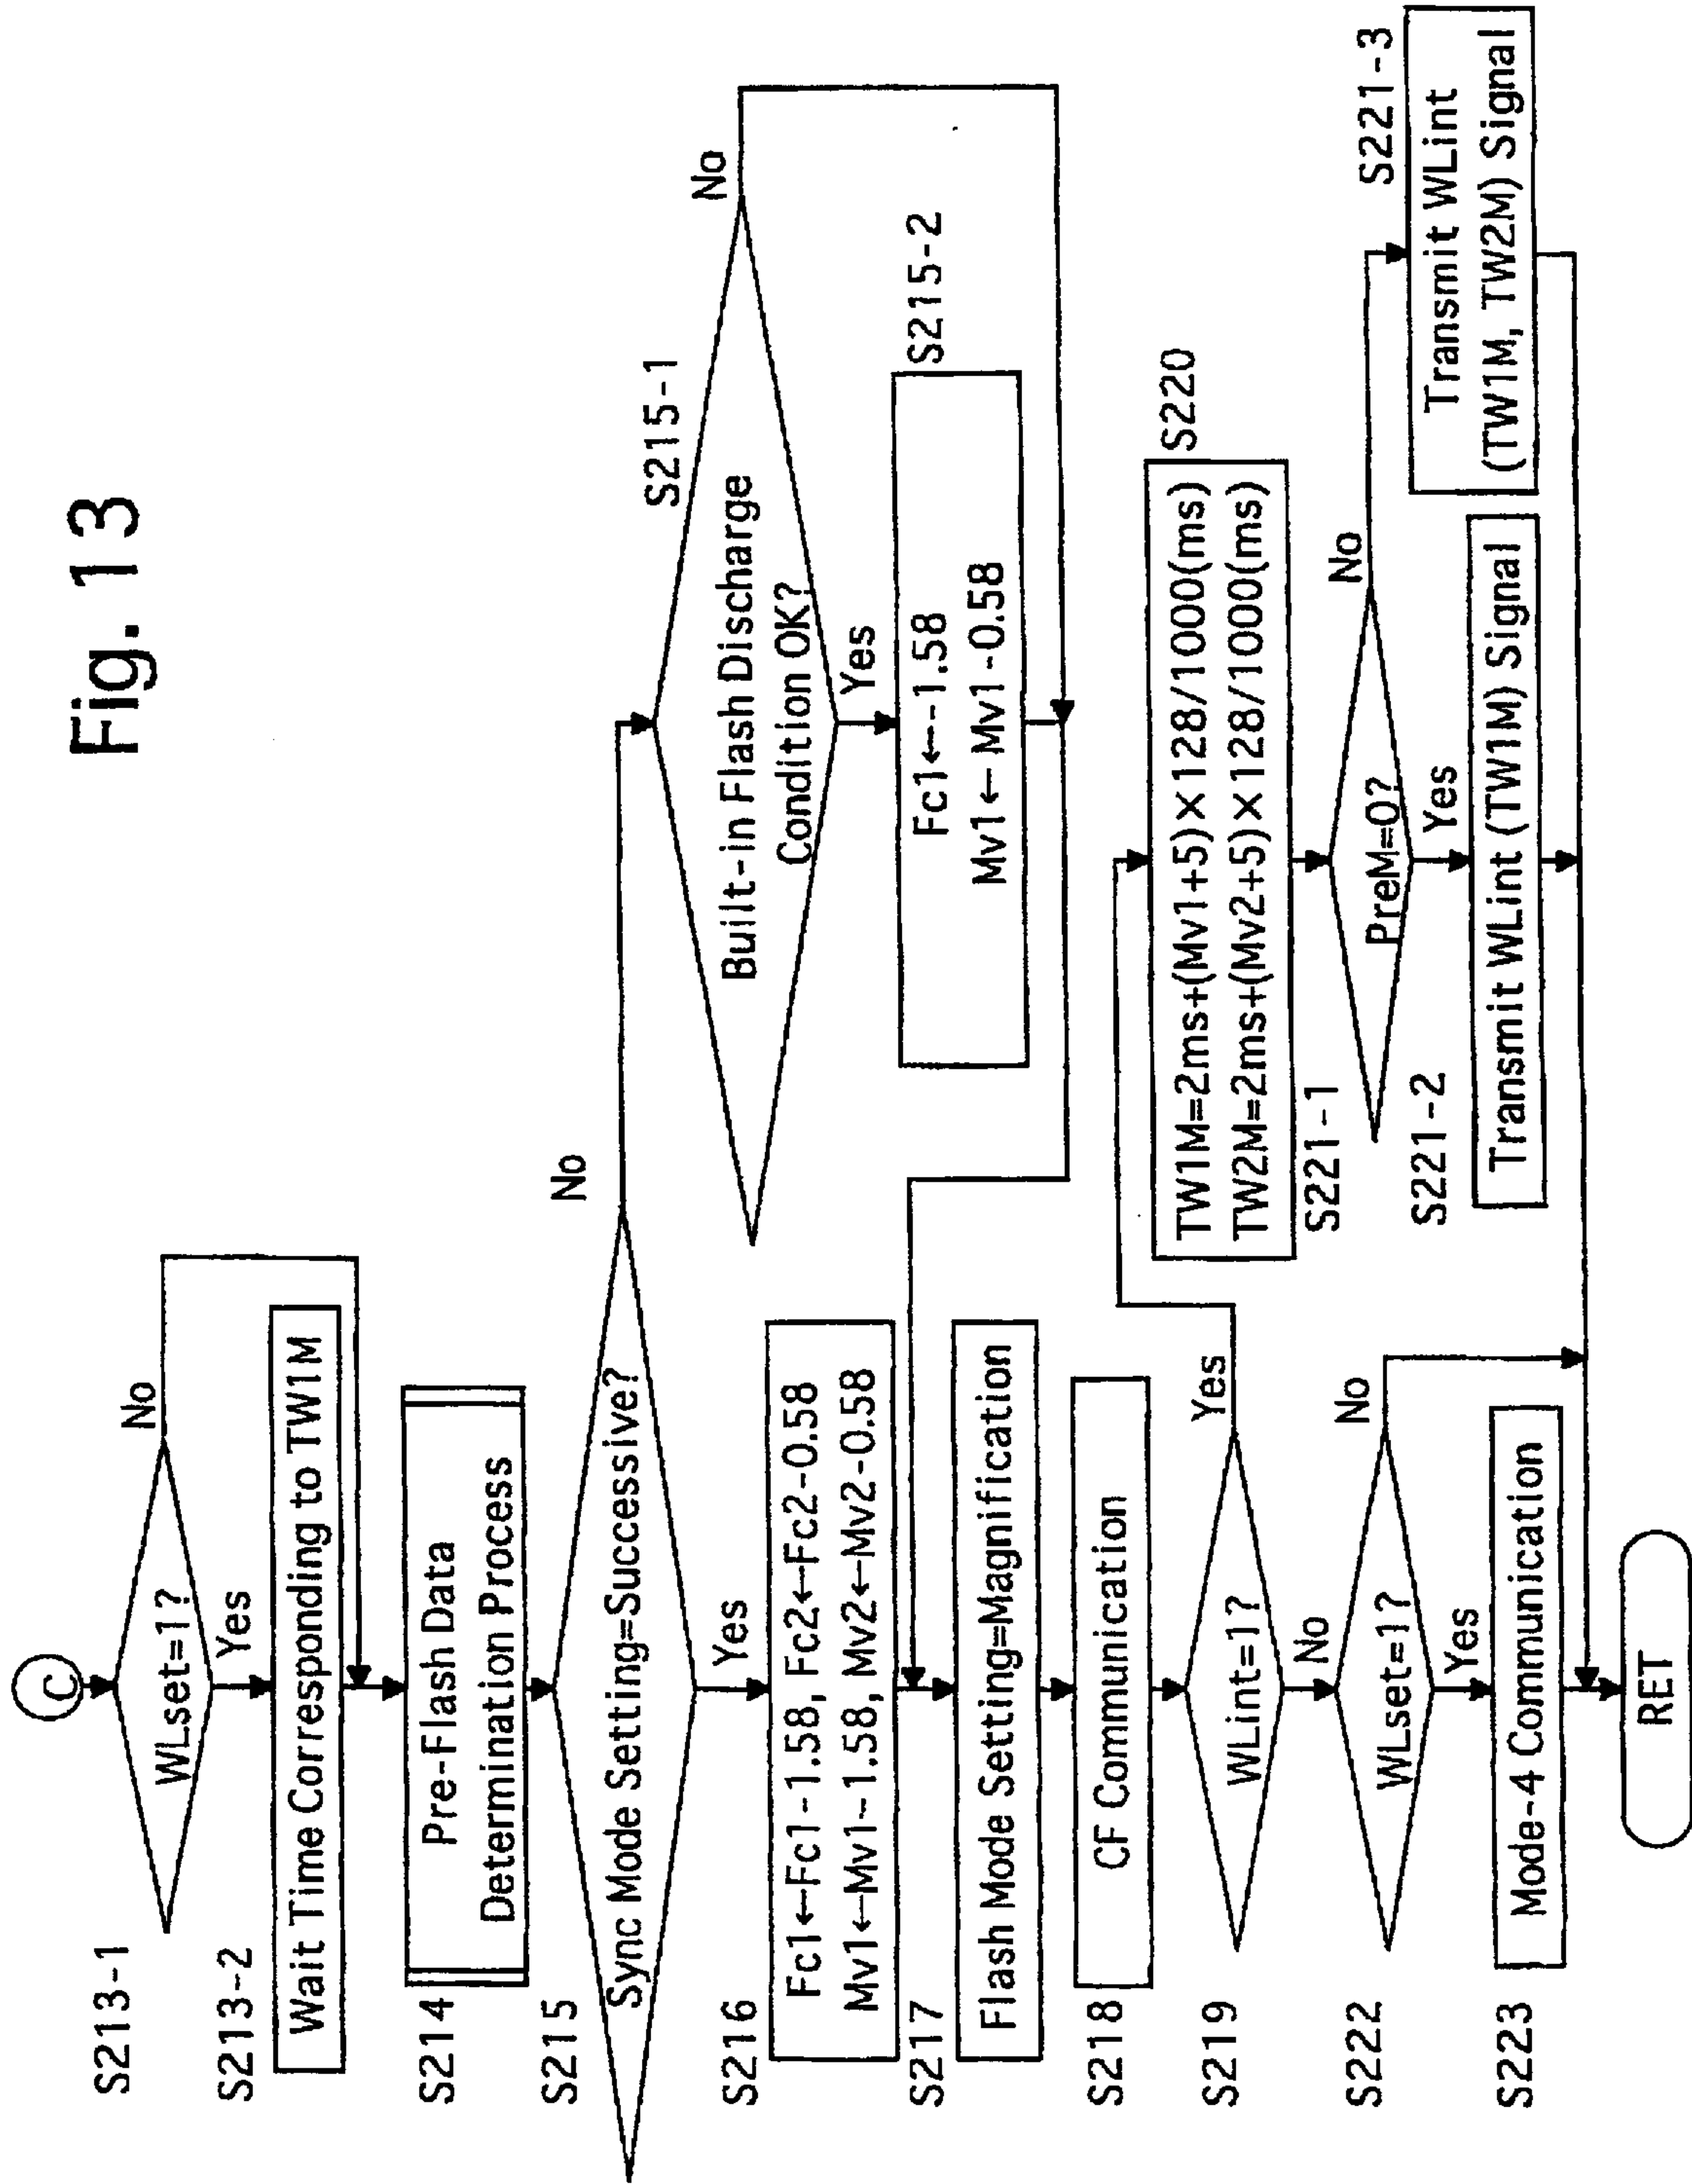 Fig. 13
C
S213-1
WLset=1?
No
Yes
S213-2
Wait Time Corresponding to TW1M
S214
Pre-Flash Data
Determination Process
S215
Sync Mode Setting=Successive?
No
Yes
S215-1
Built-in Flash Discharge
Condition OK?
No
Yes
S215-2
Fc1←-1.58
Mv1←Mv1-0.58
S216
Fc1←Fc1-1.58, Fc2←Fc2-0.58
Mv1←Mv1-1.58, Mv2←Mv2-0.58
S217
Flash Mode Setting=Magnification
S218
CF Communication
S219
WLint=1?
Yes
No
S220
TW1M=2ms+(Mv1+5)×128/1000(ms)
TW2M=2ms+(Mv2+5)×128/1000(ms)
S221-1
PreM=0?
No
Yes
S221-2
Transmit WLint (TW1M) Signal
S221-3
Transmit WLint
(TW1M, TW2M) Signal
S222
WLset=1?
No
Yes
S223
Mode-4 Communication
RET